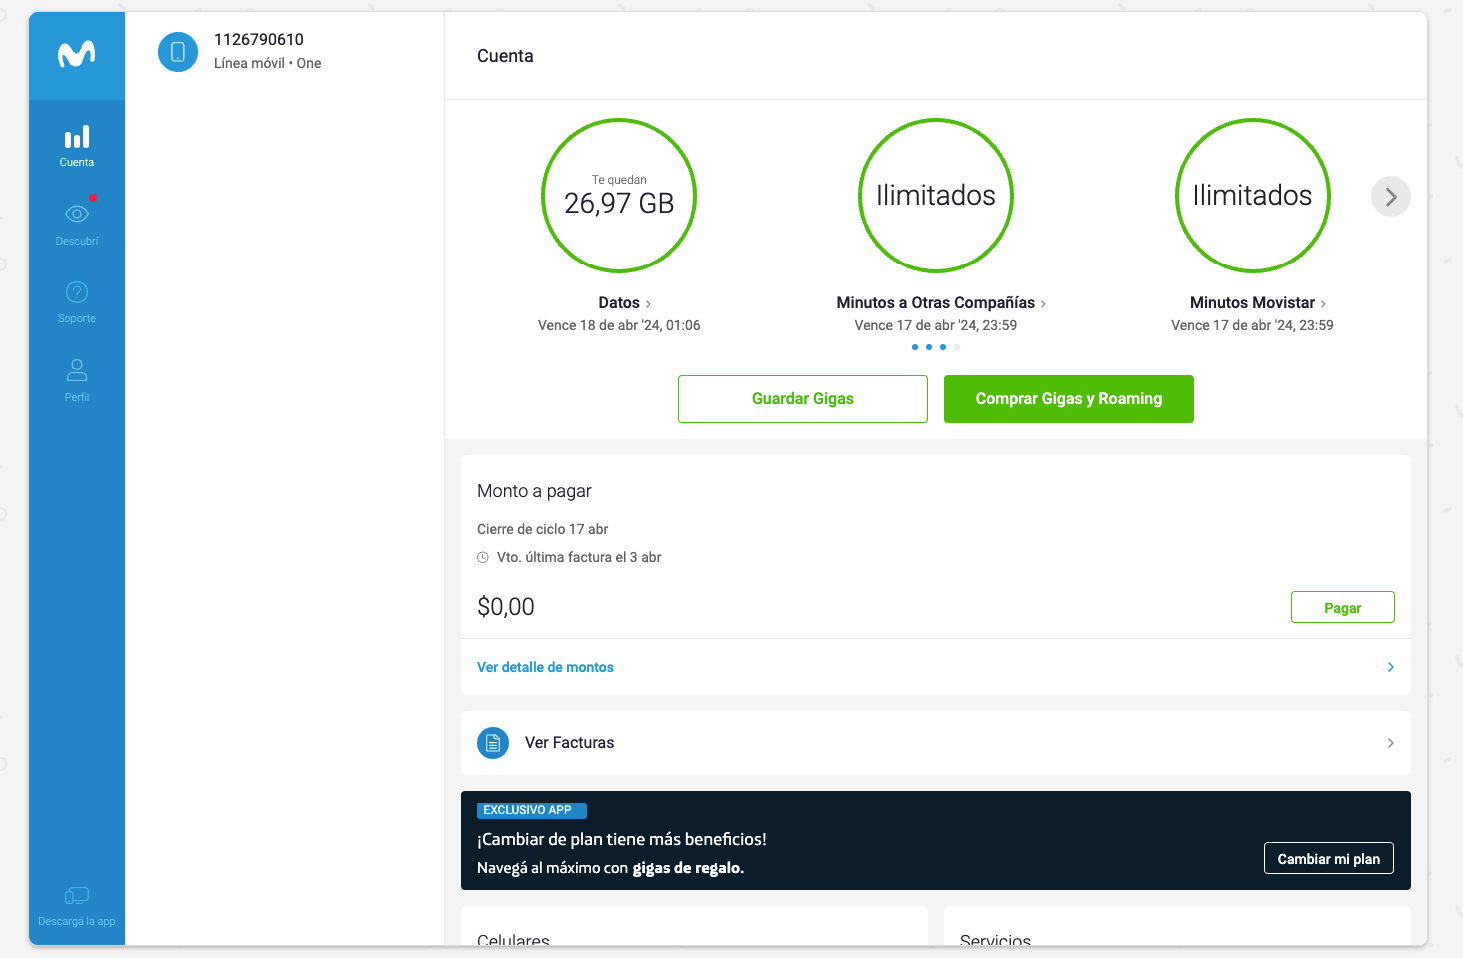 1126790610
Línea móvil • One
Cuenta
Descubrí
Soporte
Perfil
Descargá la app
Cuenta
Te quedan
26,97 GB
Datos
Vence 18 de abr '24, 01:06
Ilimitados
Minutos a Otras Compañías
Vence 17 de abr '24, 23:59
Ilimitados
Minutos Movistar
Vence 17 de abr '24, 23:59
Guardar Gigas
Comprar Gigas y Roaming
Monto a pagar
Cierre de ciclo 17 abr
Vto. última factura el 3 abr
$0,00
Pagar
Ver detalle de montos
Ver Facturas
EXCLUSIVO APP
¡Cambiar de plan tiene más beneficios!
Navegá al máximo con gigas de regalo.
Cambiar mi plan
Celulares
Servicios